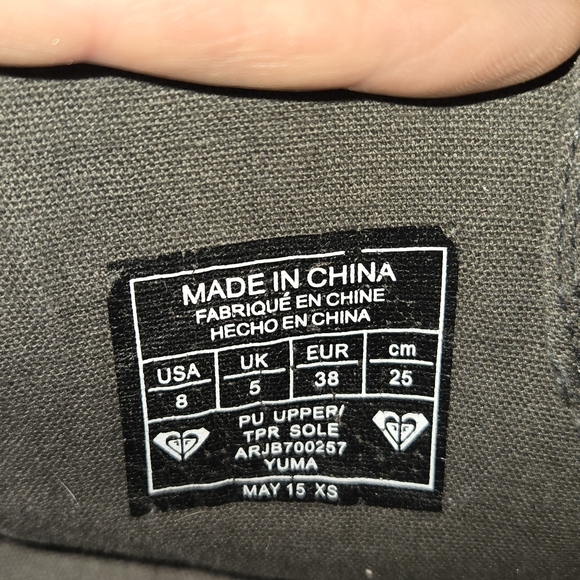 MADE IN CHINA
FABRIQUÉ EN CHINE
HECHO EN CHINA
USA UK EUR cm
8 5 38 25
PU UPPER/
TPR SOLE
ARJB700257
YUMA
MAY 15 XS